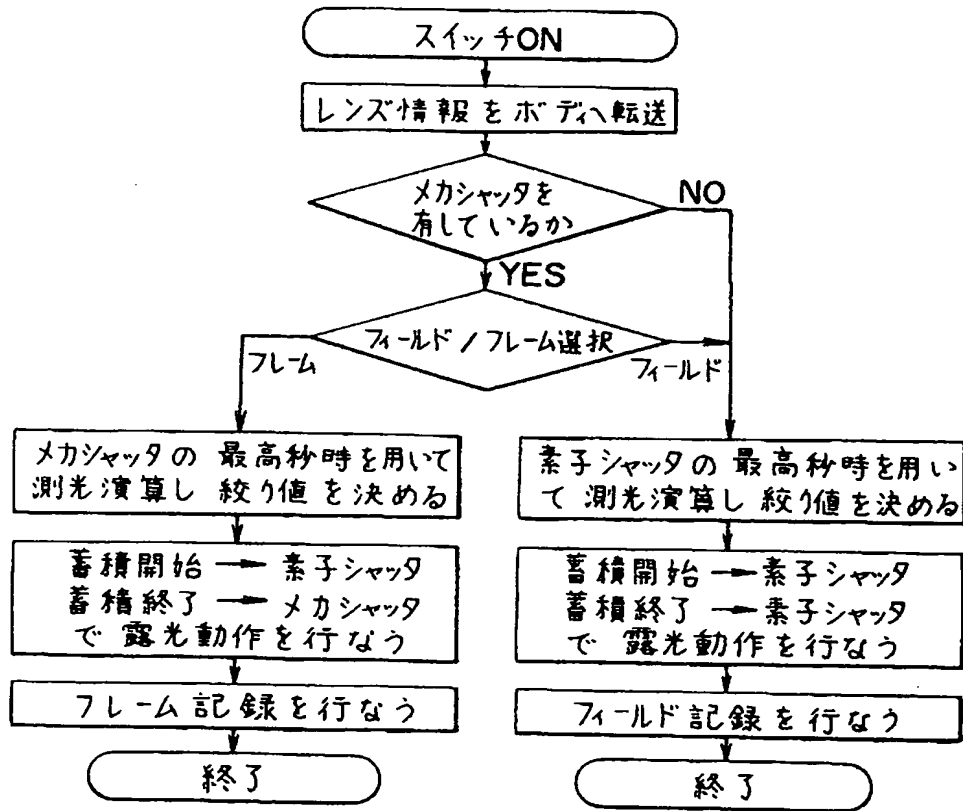 スイッチON
レンズ情報をボディへ転送
メカシャッタを
有しているか
NO
YES
フィールド/フレーム選択
フレーム
フィールド
メカシャッタの最高秒時を用いて
測光演算し絞り値を決める
蓄積開始→素子シャッタ
蓄積終了→メカシャッタ
で露光動作を行なう
フレーム記録を行なう
終了
素子シャッタの最高秒時を用い
て測光演算し絞り値を決める
蓄積開始→素子シャッタ
蓄積終了→素子シャッタ
で露光動作を行なう
フィールド記録を行なう
終了